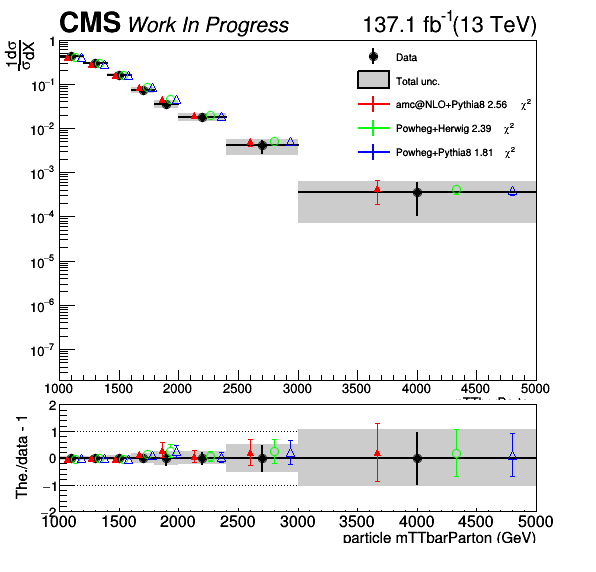 CMS Work In Progress 137.1 fb-1(13 TeV)
1 dσ
σ dX
1
10−1
10−2
10−3
10−4
10−5
10−6
10−7
Data
Total unc.
amc@NLO+Pythia8 2.56 χ2
Powheg+Herwig 2.39 χ2
Powheg+Pythia8 1.81 χ2
1000 1500 2000 2500 3000 3500 4000 4500 5000
The./data - 1
2
1
0
−1
−2
1000 1500 2000 2500 3000 3500 4000 4500 5000
particle mTTbarParton (GeV)